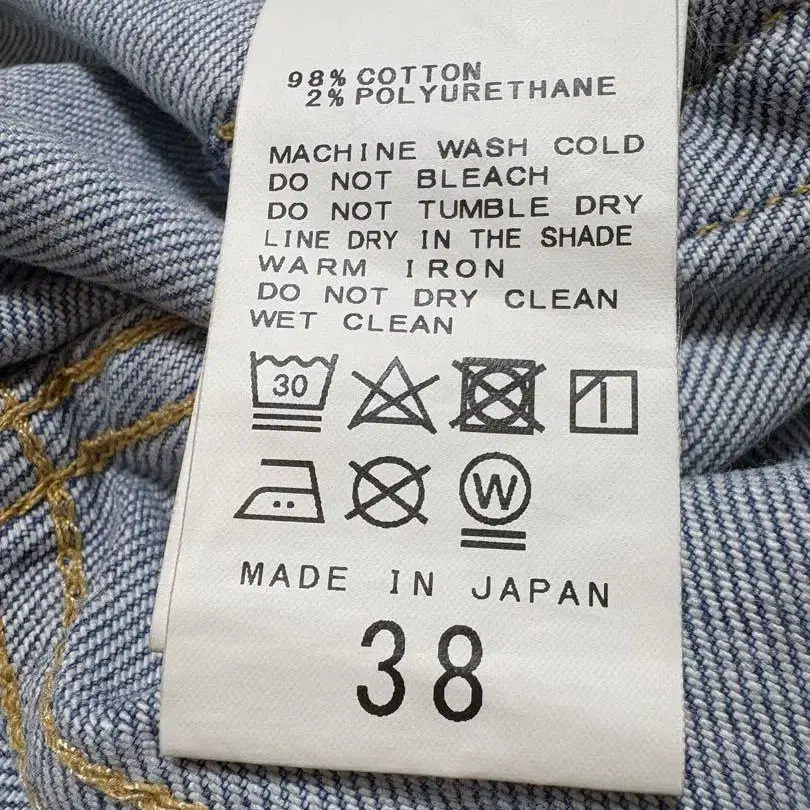 98% COTTON
2% POLYURETHANE
MACHINE WASH COLD
DO NOT BLEACH
DO NOT TUMBLE DRY
LINE DRY IN THE SHADE
WARM IRON
DO NOT DRY CLEAN
WET CLEAN
30
W
MADE IN JAPAN
38